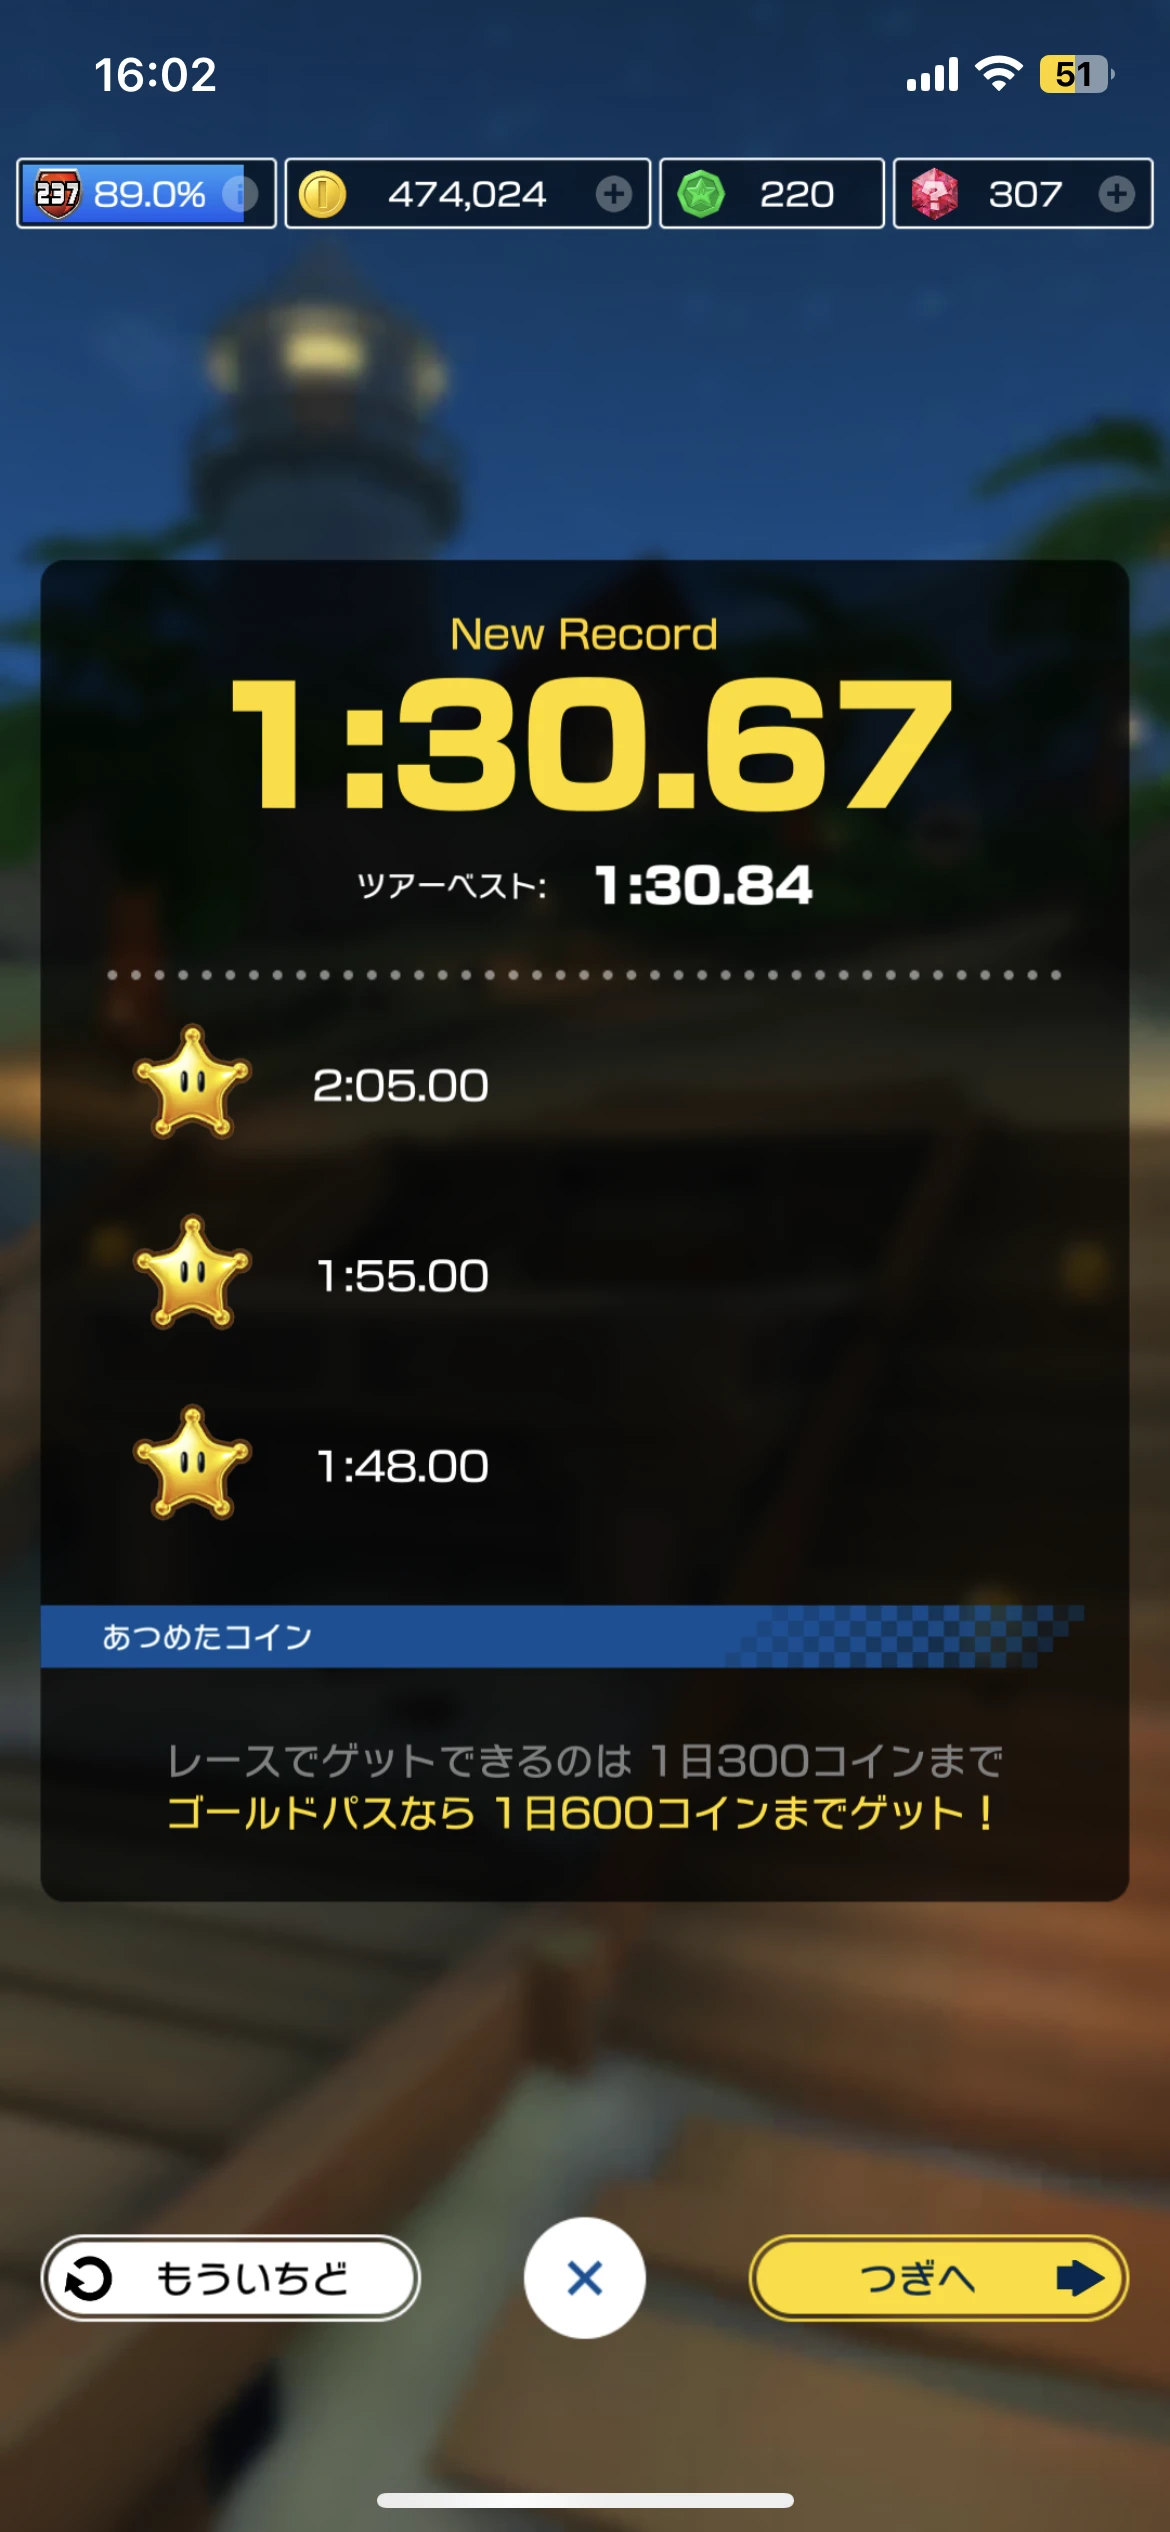 16:02
51
237 89.0% i
474,024 +
220
? 307 +
New Record
1:30.67
ツアーベスト: 1:30.84
2:05.00
1:55.00
1:48.00
あつめたコイン
レースでゲットできるのは 1日300コインまで
ゴールドパスなら 1日600コインまでゲット！
もういちど
×
つぎへ